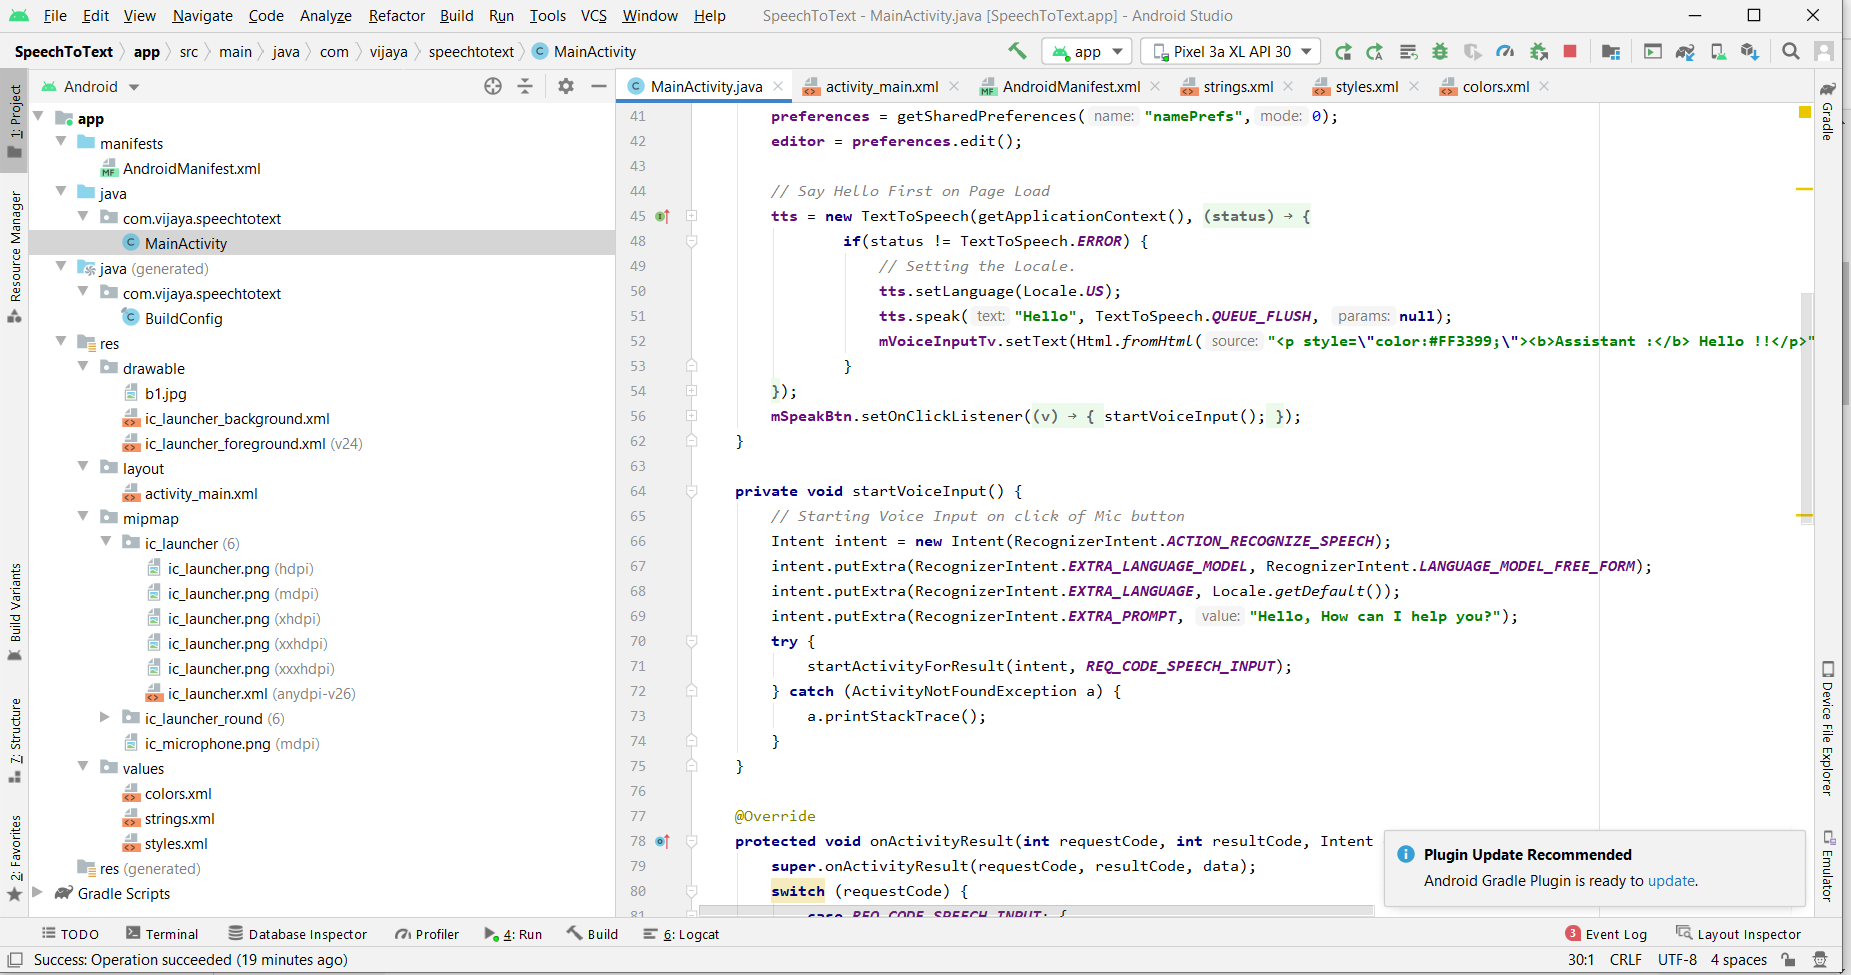 File Edit View Navigate Code Analyze Refactor Build Run Tools VCS Window Help SpeechToText - MainActivity.java [SpeechToText.app] - Android Studio
SpeechToText app src main java com vijaya speechtotext MainActivity app Pixel 3a XL API 30
Android
MainActivity.java activity_main.xml AndroidManifest.xml strings.xml styles.xml colors.xml
1: Project
Resource Manager
Build Variants
7: Structure
2: Favorites
app
manifests
AndroidManifest.xml
java
com.vijaya.speechtotext
MainActivity
java (generated)
com.vijaya.speechtotext
BuildConfig
res
drawable
b1.jpg
ic_launcher_background.xml
ic_launcher_foreground.xml (v24)
layout
activity_main.xml
mipmap
ic_launcher (6)
ic_launcher.png (hdpi)
ic_launcher.png (mdpi)
ic_launcher.png (xhdpi)
ic_launcher.png (xxhdpi)
ic_launcher.png (xxxhdpi)
ic_launcher.xml (anydpi-v26)
ic_launcher_round (6)
ic_microphone.png (mdpi)
values
colors.xml
strings.xml
styles.xml
res (generated)
Gradle Scripts
41 preferences = getSharedPreferences( name: "namePrefs", mode: 0);
42 editor = preferences.edit();
43
44 // Say Hello First on Page Load
45 tts = new TextToSpeech(getApplicationContext(), (status) → {
48 if(status != TextToSpeech.ERROR) {
49 // Setting the Locale.
50 tts.setLanguage(Locale.US);
51 tts.speak( text: "Hello", TextToSpeech.QUEUE_FLUSH, params: null);
52 mVoiceInputTv.setText(Html.fromHtml( source: "<p style=\"color:#FF3399;\"><b>Assistant :</b> Hello !!</p>"
53 }
54 });
56 mSpeakBtn.setOnClickListener((v) → { startVoiceInput(); });
62 }
63
64 private void startVoiceInput() {
65 // Starting Voice Input on click of Mic button
66 Intent intent = new Intent(RecognizerIntent.ACTION_RECOGNIZE_SPEECH);
67 intent.putExtra(RecognizerIntent.EXTRA_LANGUAGE_MODEL, RecognizerIntent.LANGUAGE_MODEL_FREE_FORM);
68 intent.putExtra(RecognizerIntent.EXTRA_LANGUAGE, Locale.getDefault());
69 intent.putExtra(RecognizerIntent.EXTRA_PROMPT, value: "Hello, How can I help you?");
70 try {
71 startActivityForResult(intent, REQ_CODE_SPEECH_INPUT);
72 } catch (ActivityNotFoundException a) {
73 a.printStackTrace();
74 }
75 }
76
77 @Override
78 protected void onActivityResult(int requestCode, int resultCode, Intent
79 super.onActivityResult(requestCode, resultCode, data);
80 switch (requestCode) {
81 case REQ_CODE_SPEECH_INPUT: {
Plugin Update Recommended
Android Gradle Plugin is ready to update.
Gradle
Device File Explorer
Emulator
TODO Terminal Database Inspector Profiler 4: Run Build 6: Logcat 3 Event Log Layout Inspector
Success: Operation succeeded (19 minutes ago) 30:1 CRLF UTF-8 4 spaces